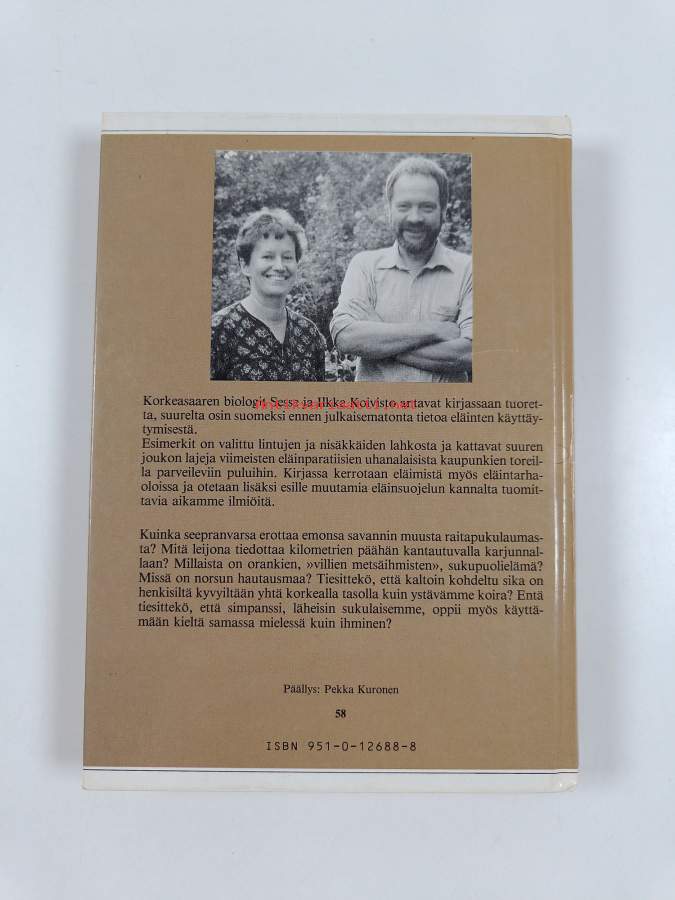 Korkeasaaren biologit Sessa ja Ilkka Koivisto antavat kirjassaan tuoret-
ta, suurelta osin suomeksi ennen julkaisematonta tietoa eläinten käyttäy-
tymisestä.
Esimerkit on valittu lintujen ja nisäkkäiden lahkosta ja kattavat suuren
joukon lajeja viimeisten eläinparatiisien uhanalaisista kaupunkien toreil-
la parveileviin puluihin. Kirjassa kerrotaan eläimistä myös eläintarha-
oloissa ja otetaan lisäksi esille muutamia eläinsuojelun kannalta tuomit-
tavia aikamme ilmiöitä.
Kuinka seepranvarsa erottaa emonsa savannin muusta raitapukulaumas-
ta? Mitä leijona tiedottaa kilometrien päähän kantautuvalla karjunnal-
laan? Millaista on orankien, »villien metsäihmisten», sukupuolielämä?
Missä on norsun hautausmaa? Tiesittekö, että kaltoin kohdeltu sika on
henkisiltä kyvyiltään yhtä korkealla tasolla kuin ystävämme koira? Entä
tiesittekö, että simpanssi, läheisin sukulaisemme, oppii myös käyttä-
mään kieltä samassa mielessä kuin ihminen?
Päällys: Pekka Kuronen
58
ISBN 951-0-12688-8